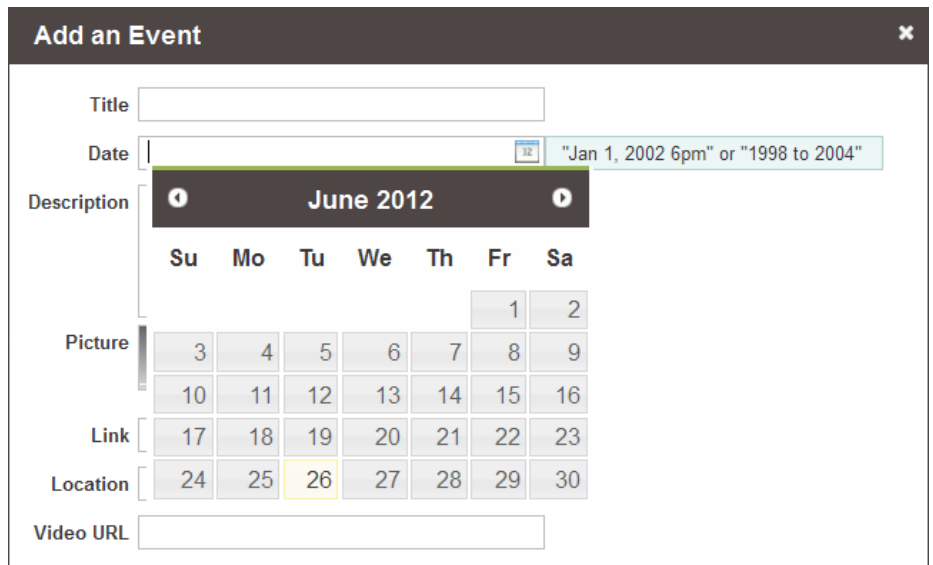 Add an Event
Title
Date
12
"Jan 1, 2002 6pm" or "1998 to 2004"
Description
June 2012
Su Mo Tu We Th Fr Sa
1 2
3 4 5 6 7 8 9
10 11 12 13 14 15 16
17 18 19 20 21 22 23
24 25 26 27 28 29 30
Picture
Link
Location
Video URL